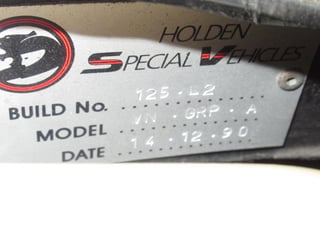 HOLDEN
SPECIAL VEHICLES
BUILD No. 125.L2
MODEL VN.GRP.A
DATE 14.12.90